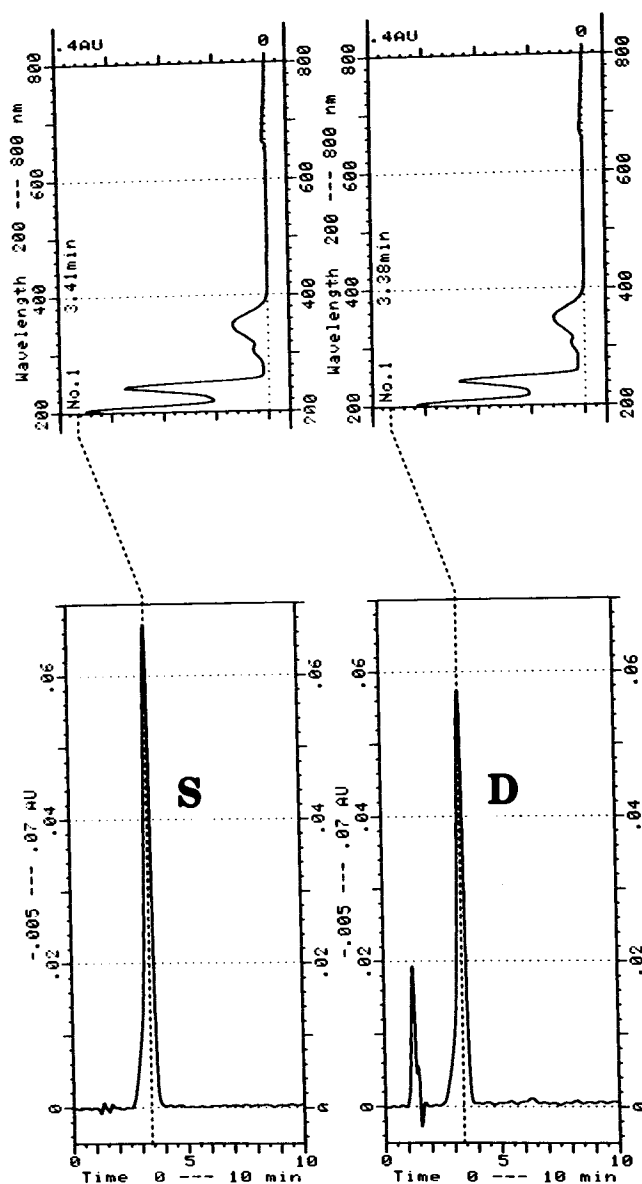 .4AU 0
800 800
600 600
400 400
200 200
Wavelength 200 --- 800 nm
No.1 3.41min
.4AU 0
800 800
600 600
400 400
200 200
Wavelength 200 --- 800 nm
No.1 3.38min
-.005 --- .07 AU
.06 .06
.04 .04
.02 .02
0 0
S
0 10
Time 0 --- 10 min
-.005 --- .07 AU
.06 .06
.04 .04
.02 .02
0 0
D
0 10
Time 0 --- 10 min